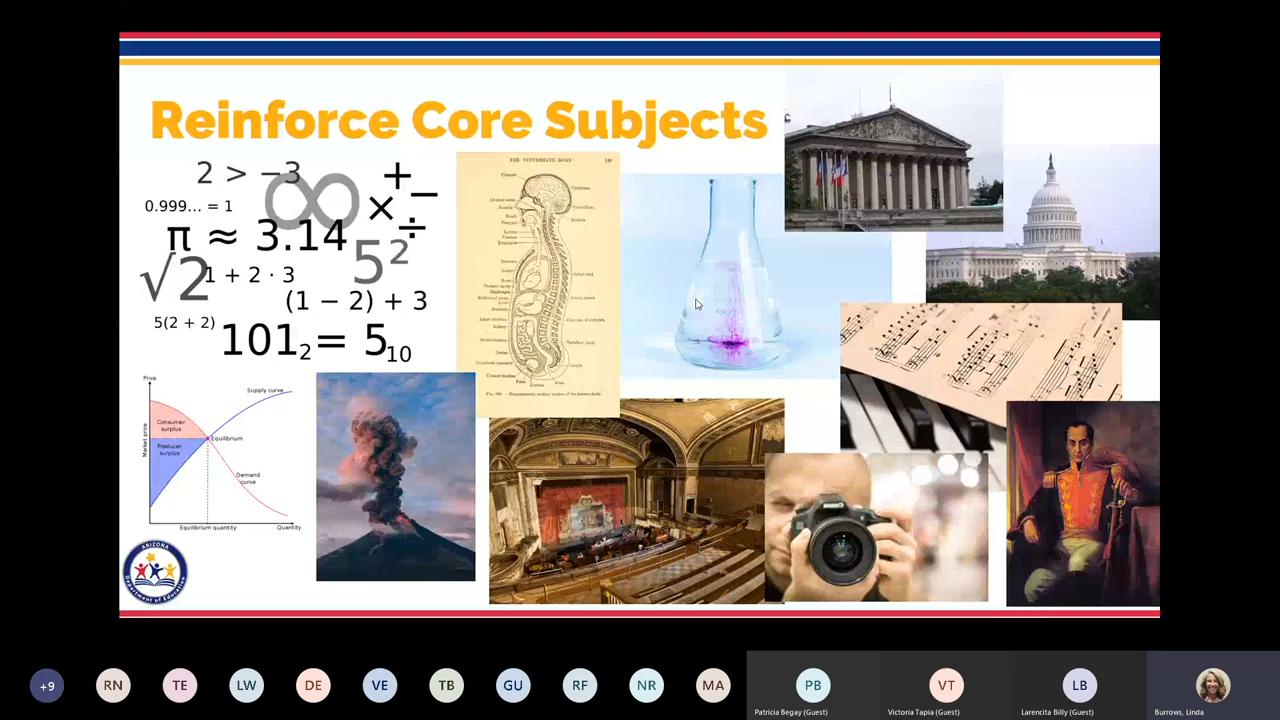 Reinforce Core Subjects
2 > −3
∞
+
−
×
÷
0.999... = 1
π ≈ 3.14
5²
√2
1 + 2 · 3
(1 − 2) + 3
5(2 + 2)
101₂ = 5₁₀
THE VERTEBRATE BODY
Price
Supply curve
Market price
Consumer
surplus
Equilibrium
Producer
surplus
Demand
curve
Equilibrium quantity
Quantity
ARIZONA
Department of Education
+9
RN
TE
LW
DE
VE
TB
GU
RF
NR
MA
PB
VT
LB
Patricia Begay (Guest)
Victoria Tapia (Guest)
Larencita Billy (Guest)
Burrows, Linda